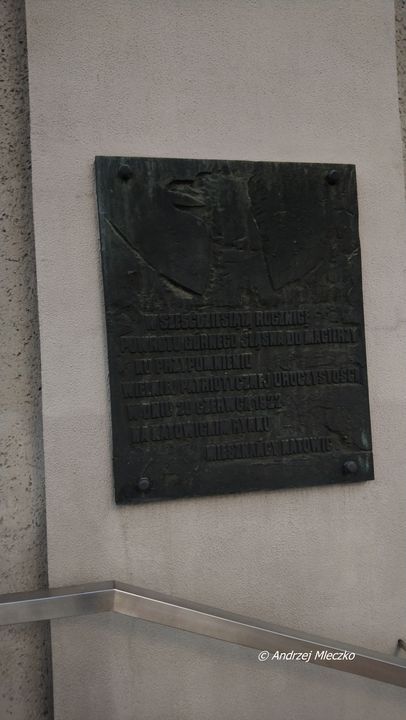 W SZEŚĆDZIESIĄTĄ ROCZNICĘ
POWROTU GÓRNEGO ŚLĄSKA DO MACIERZY
KU PRZYPOMNIENIU
WIELKIEJ PATRIOTYCZNEJ UROCZYSTOŚCI
W DNIU 20 CZERWCA 1922
NA KATOWICKIM RYNKU
MIESZKAŃCY KATOWIC
© Andrzej Mleczko